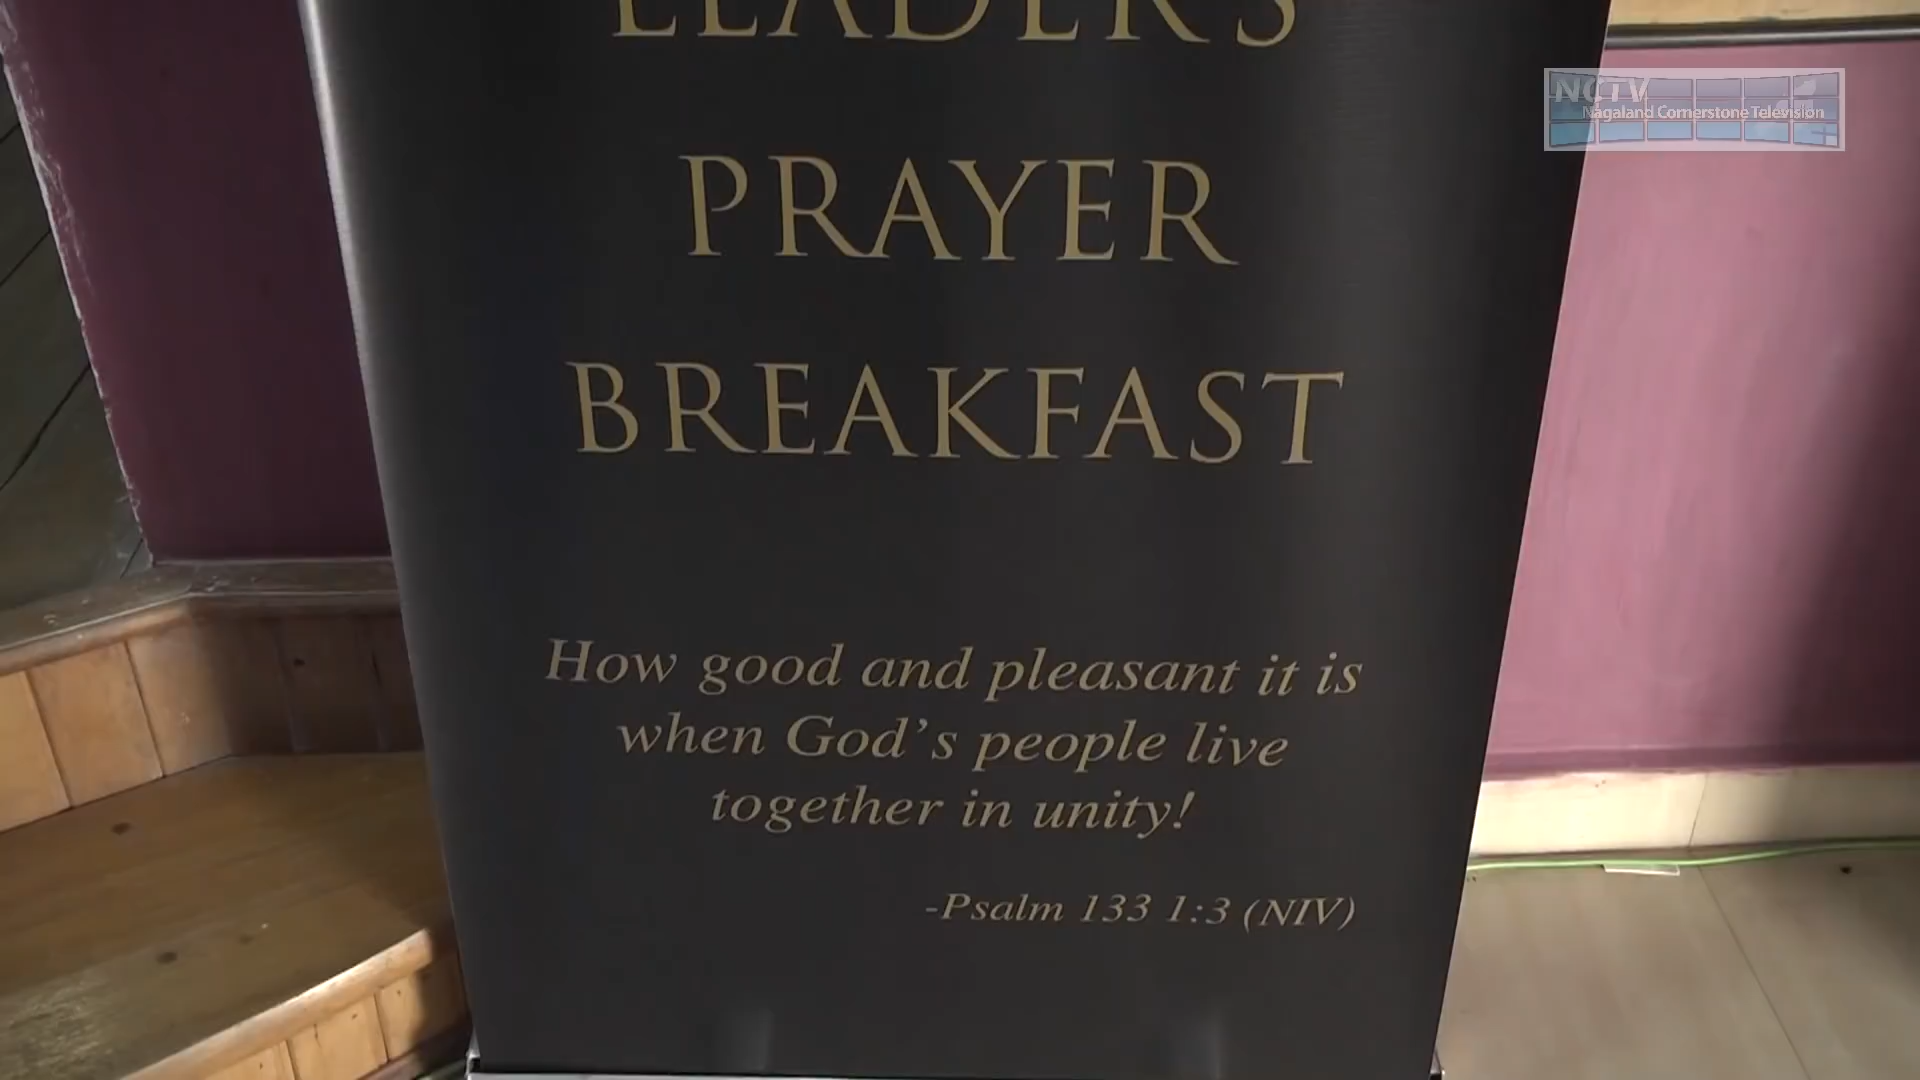 LEADER'S
PRAYER
BREAKFAST
How good and pleasant it is
when God's people live
together in unity!
-Psalm 133 1:3 (NIV)
NCTV
Nagaland Cornerstone Television